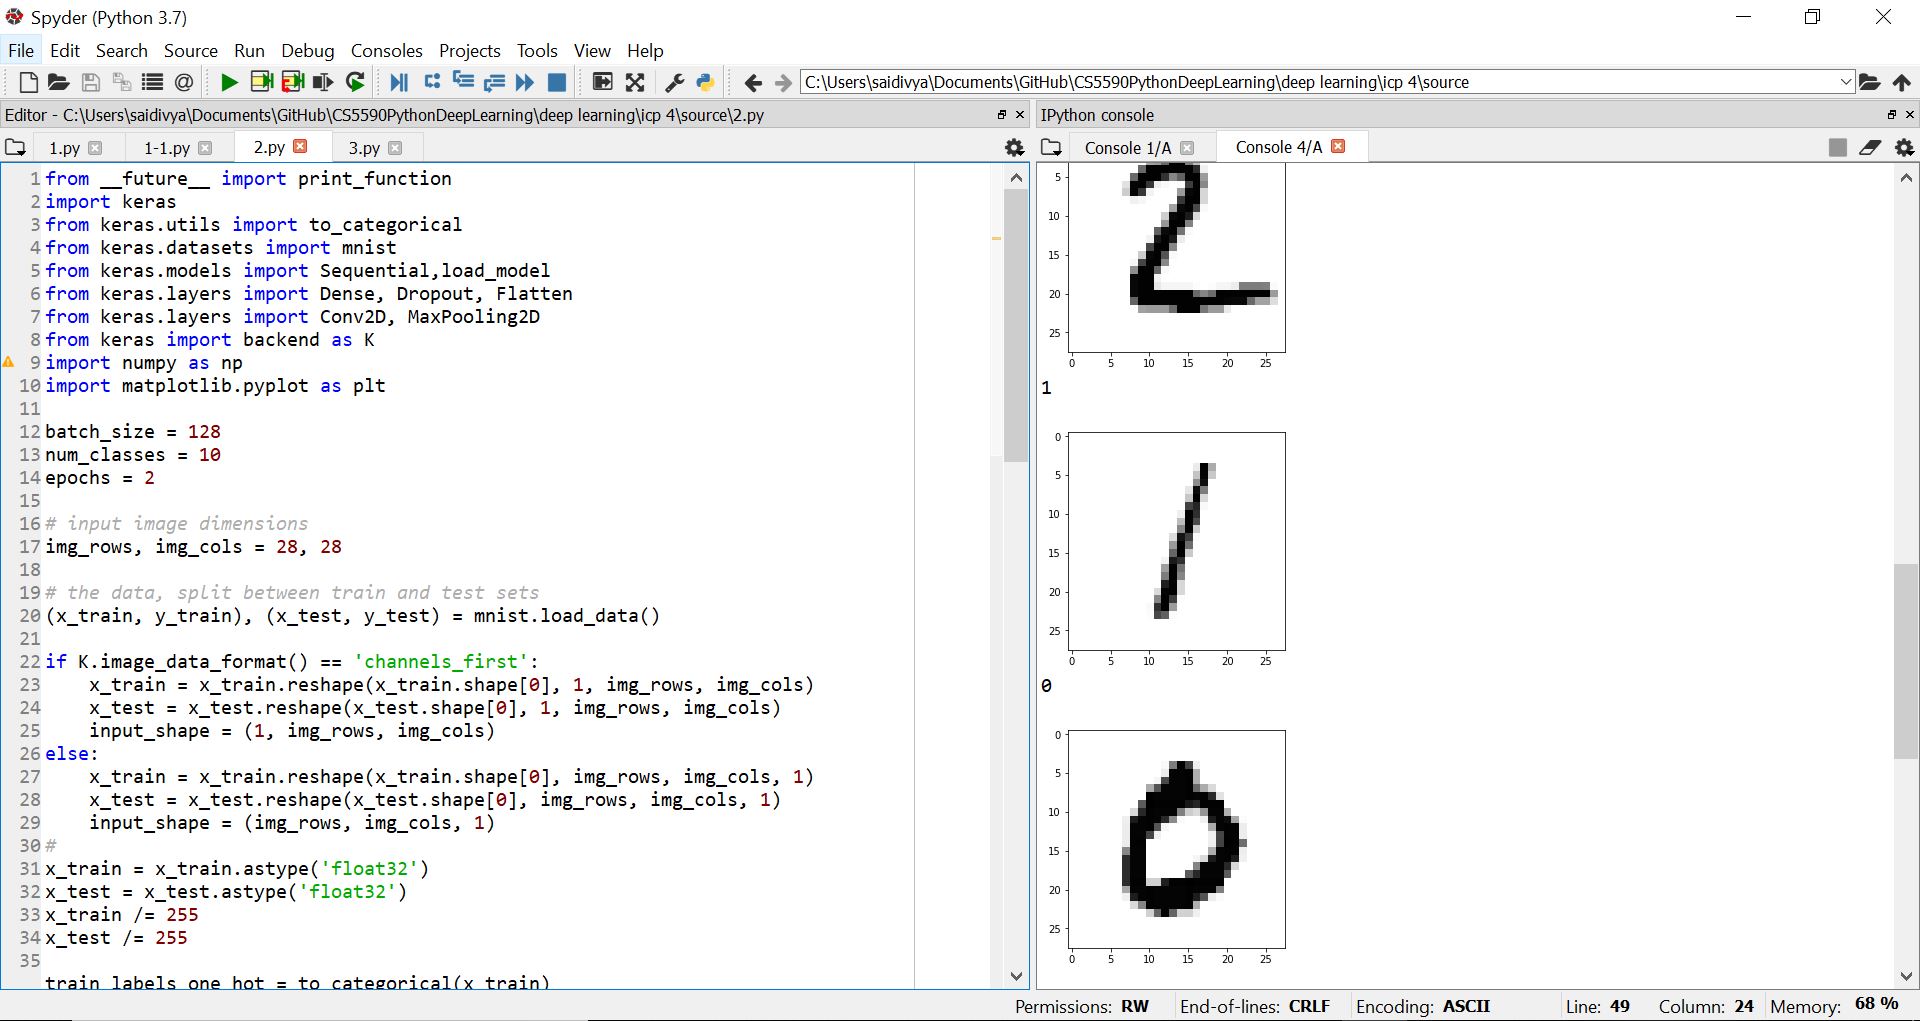 Spyder (Python 3.7)
File Edit Search Source Run Debug Consoles Projects Tools View Help
C:\Users\saidivya\Documents\GitHub\CS5590PythonDeepLearning\deep learning\icp 4\source
Editor - C:\Users\saidivya\Documents\GitHub\CS5590PythonDeepLearning\deep learning\icp 4\source\2.py
1.py 1-1.py 2.py 3.py
1 from __future__ import print_function
2 import keras
3 from keras.utils import to_categorical
4 from keras.datasets import mnist
5 from keras.models import Sequential,load_model
6 from keras.layers import Dense, Dropout, Flatten
7 from keras.layers import Conv2D, MaxPooling2D
8 from keras import backend as K
9 import numpy as np
10 import matplotlib.pyplot as plt
11
12 batch_size = 128
13 num_classes = 10
14 epochs = 2
15
16 # input image dimensions
17 img_rows, img_cols = 28, 28
18
19 # the data, split between train and test sets
20 (x_train, y_train), (x_test, y_test) = mnist.load_data()
21
22 if K.image_data_format() == 'channels_first':
23     x_train = x_train.reshape(x_train.shape[0], 1, img_rows, img_cols)
24     x_test = x_test.reshape(x_test.shape[0], 1, img_rows, img_cols)
25     input_shape = (1, img_rows, img_cols)
26 else:
27     x_train = x_train.reshape(x_train.shape[0], img_rows, img_cols, 1)
28     x_test = x_test.reshape(x_test.shape[0], img_rows, img_cols, 1)
29     input_shape = (img_rows, img_cols, 1)
30 #
31 x_train = x_train.astype('float32')
32 x_test = x_test.astype('float32')
33 x_train /= 255
34 x_test /= 255
35
train_labels_one_hot = to_categorical(x_train)
IPython console
Console 1/A Console 4/A
5
10
15
20
25
0 5 10 15 20 25
2
1
0
5
10
15
20
25
0 5 10 15 20 25
1
0
0
5
10
15
20
25
0 5 10 15 20 25
0
Permissions: RW End-of-lines: CRLF Encoding: ASCII Line: 49 Column: 24 Memory: 68 %